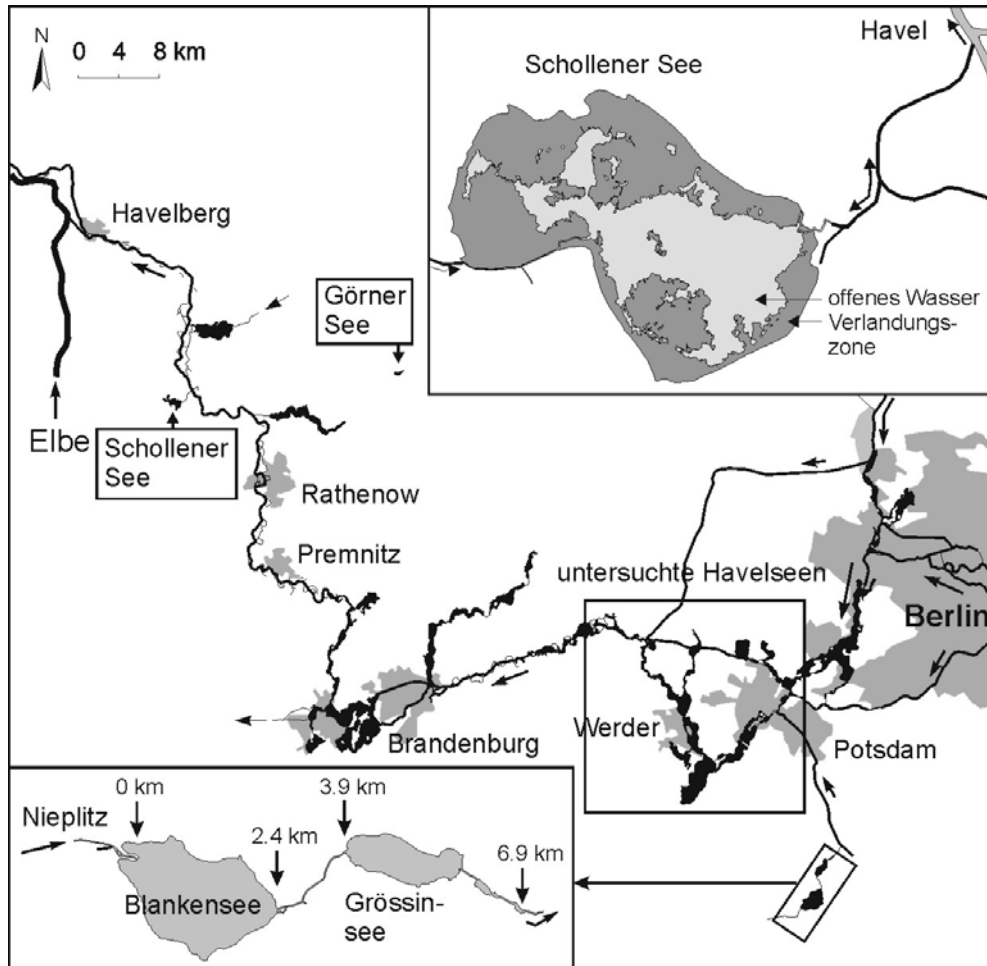 N
0 4 8 km
Havelberg
Görner
See
Elbe
Schollener
See
Rathenow
Premnitz
Schollener See
Havel
offenes Wasser
Verlandungs-
zone
untersuchte Havelseen
Berlin
Werder
Brandenburg
Potsdam
0 km
3.9 km
Nieplitz
2.4 km
6.9 km
Blankensee
Grössin-
see